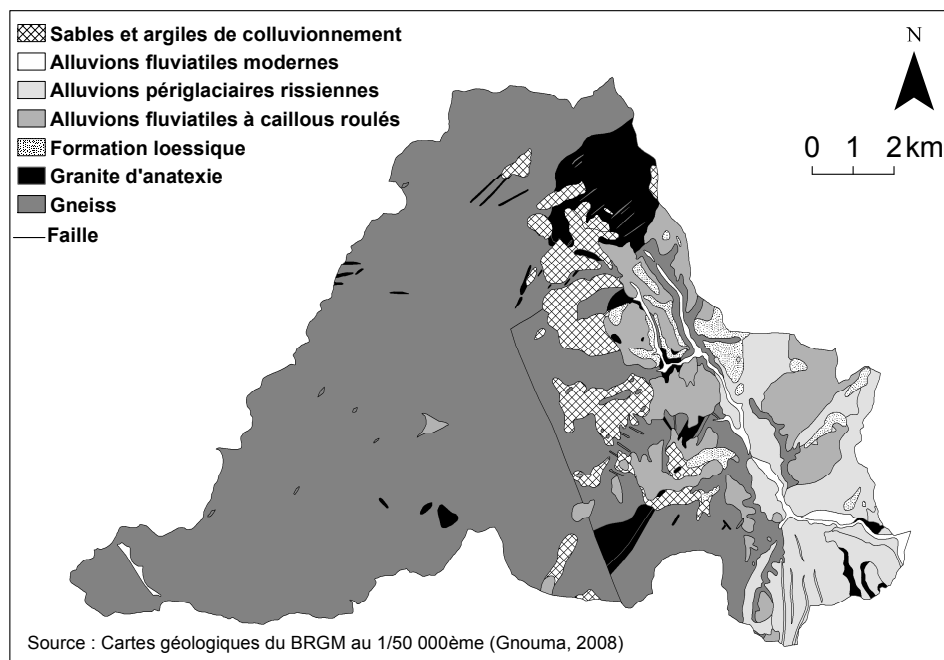 Sables et argiles de colluvionnement
Alluvions fluviatiles modernes
Alluvions périglaciaires rissiennes
Alluvions fluviatiles à caillous roulés
Formation loessique
Granite d'anatexie
Gneiss
Faille
N
0 1 2 km
Source : Cartes géologiques du BRGM au 1/50 000ème (Gnouma, 2008)